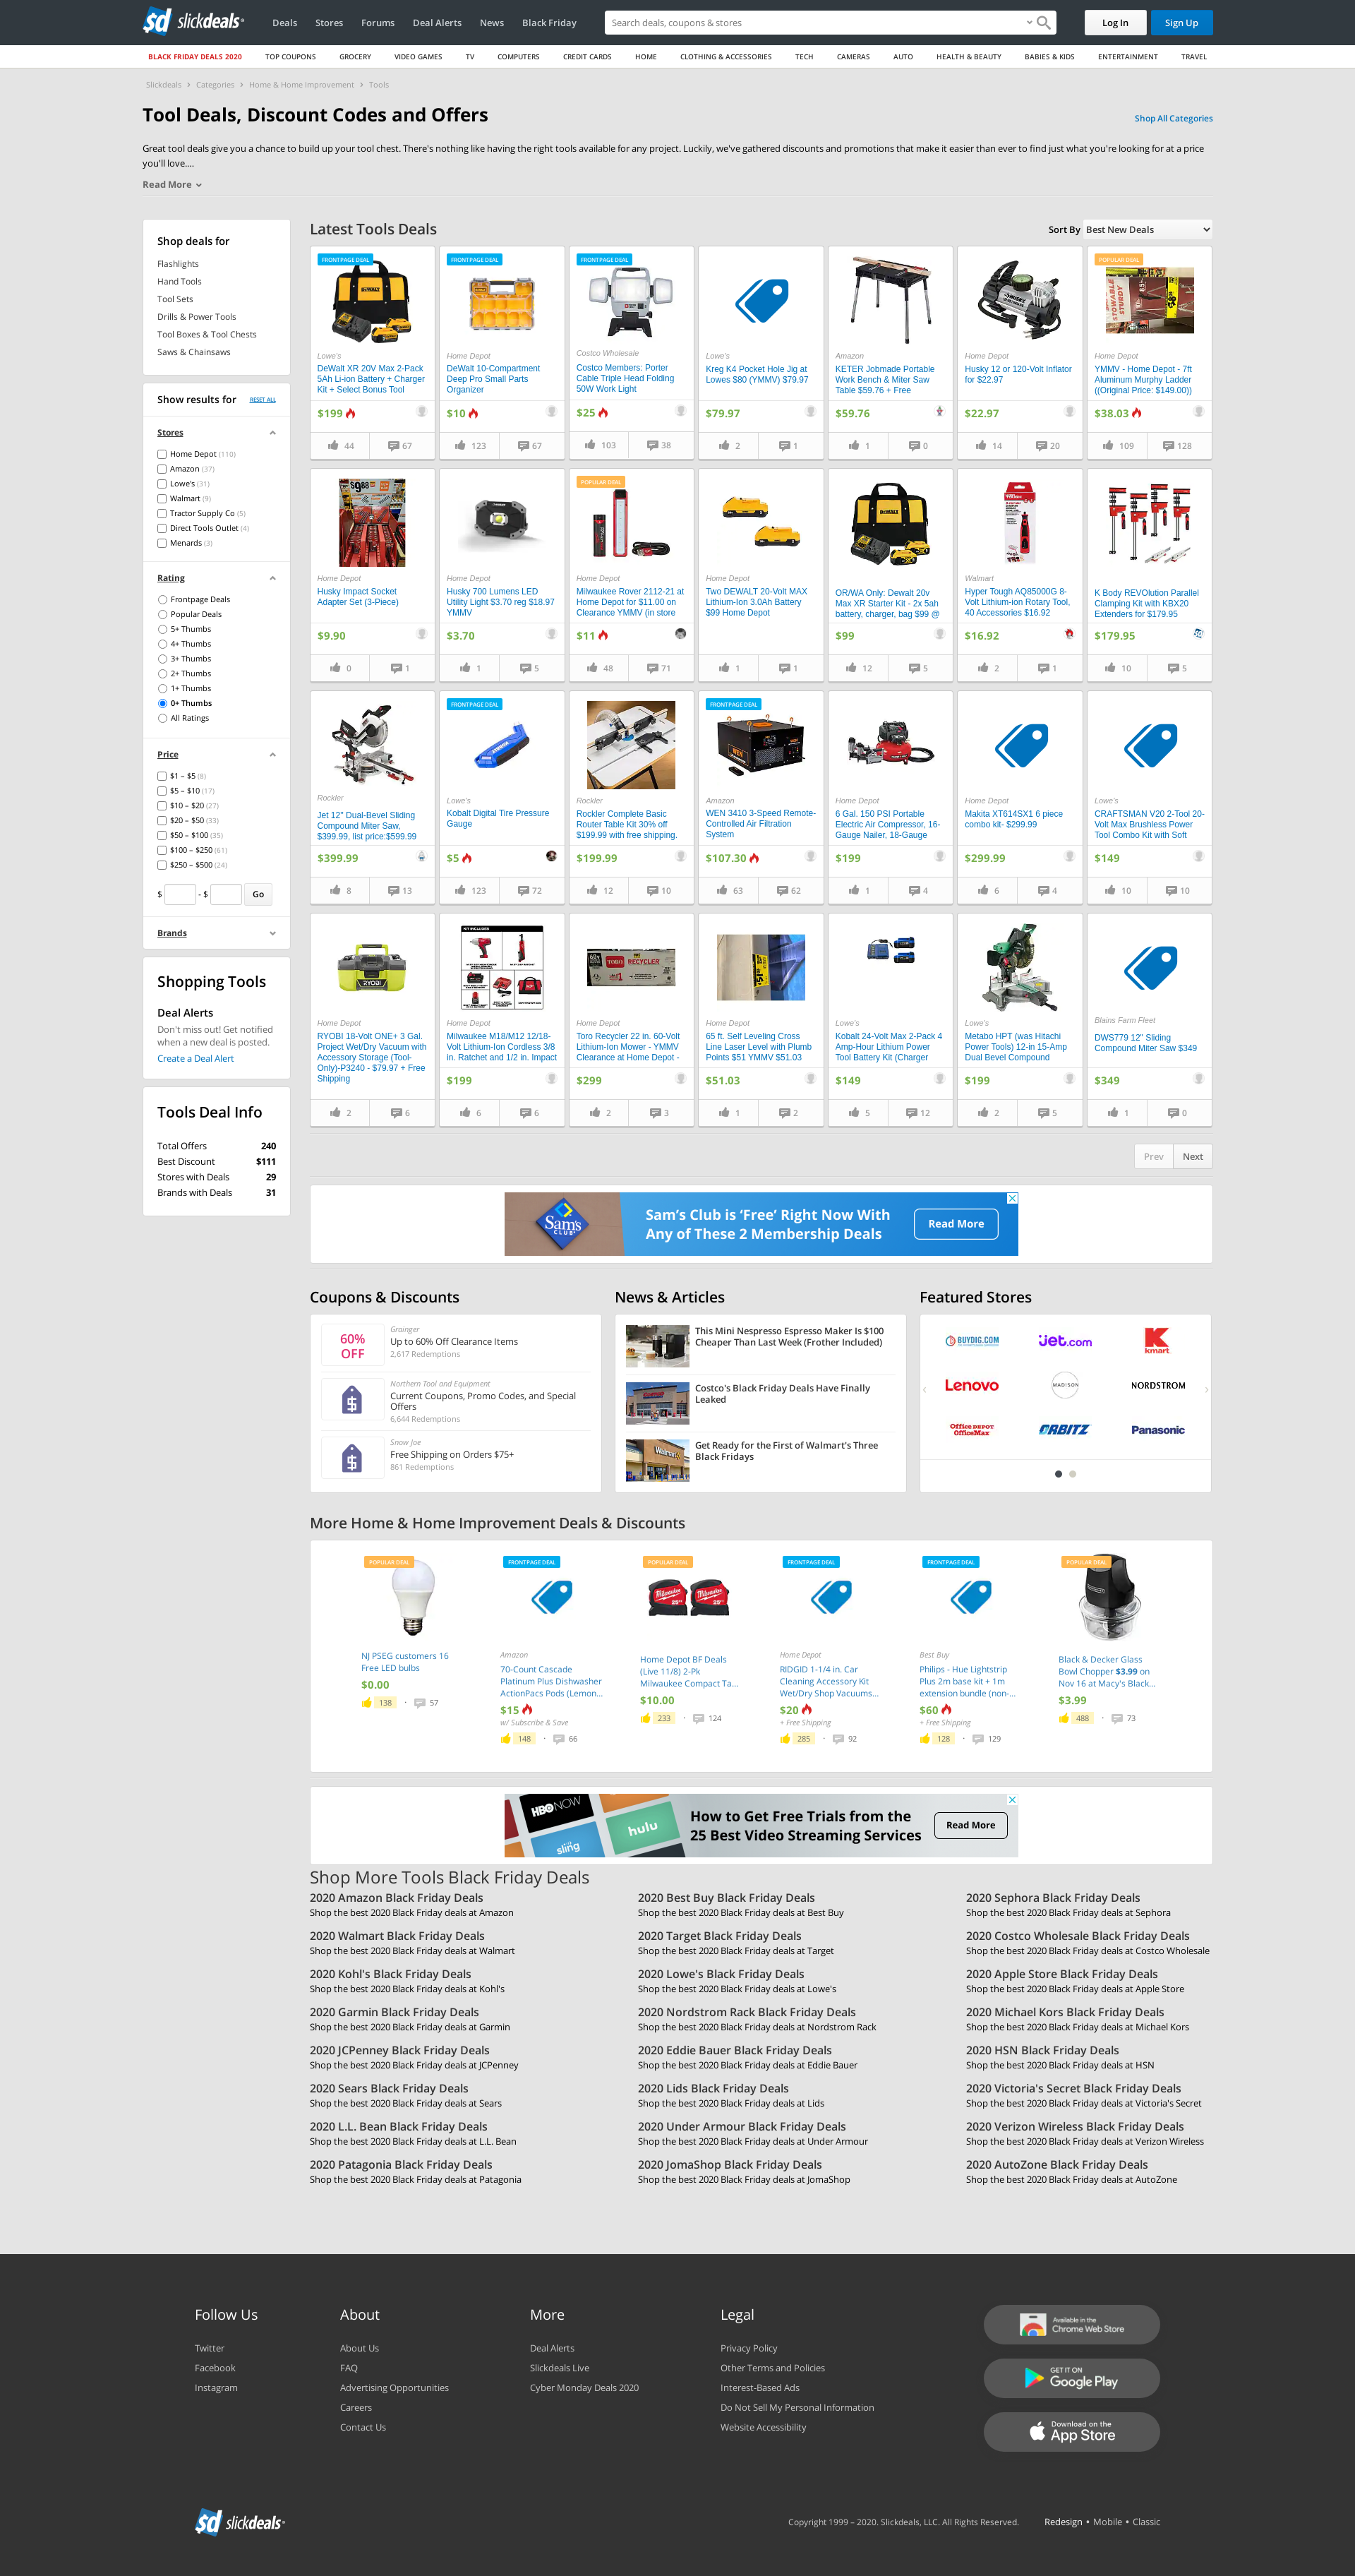 slickdeals
Deals Stores Forums Deal Alerts News Black Friday
Search deals, coupons & stores
Log In
Sign Up
BLACK FRIDAY DEALS 2020 TOP COUPONS GROCERY VIDEO GAMES TV COMPUTERS CREDIT CARDS HOME CLOTHING & ACCESSORIES TECH CAMERAS AUTO HEALTH & BEAUTY BABIES & KIDS ENTERTAINMENT TRAVEL
Slickdeals > Categories > Home & Home Improvement > Tools
Tool Deals, Discount Codes and Offers
Shop All Categories
Great tool deals give you a chance to build up your tool chest. There's nothing like having the right tools available for any project. Luckily, we've gathered discounts and promotions that make it easier than ever to find just what you're looking for at a price
you'll love....
Read More
Shop deals for
Flashlights
Hand Tools
Tool Sets
Drills & Power Tools
Tool Boxes & Tool Chests
Saws & Chainsaws
Show results for RESET ALL
Stores
Home Depot (110)
Amazon (37)
Lowe's (31)
Walmart (9)
Tractor Supply Co (5)
Direct Tools Outlet (4)
Menards (3)
Rating
Frontpage Deals
Popular Deals
5+ Thumbs
4+ Thumbs
3+ Thumbs
2+ Thumbs
1+ Thumbs
0+ Thumbs
All Ratings
Price
$1 – $5 (8)
$5 – $10 (17)
$10 – $20 (27)
$20 – $50 (33)
$50 – $100 (35)
$100 – $250 (61)
$250 – $500 (24)
$ - $ Go
Brands
Shopping Tools
Deal Alerts
Don't miss out! Get notified
when a new deal is posted.
Create a Deal Alert
Tools Deal Info
Total Offers 240
Best Discount $111
Stores with Deals 29
Brands with Deals 31
Latest Tools Deals
Sort By Best New Deals
FRONTPAGE DEAL
Lowe's
DeWalt XR 20V Max 2-Pack
5Ah Li-ion Battery + Charger
Kit + Select Bonus Tool
$199
44 67
FRONTPAGE DEAL
Home Depot
DeWalt 10-Compartment
Deep Pro Small Parts
Organizer
$10
123 67
FRONTPAGE DEAL
Costco Wholesale
Costco Members: Porter
Cable Triple Head Folding
50W Work Light
$25
103 38
Lowe's
Kreg K4 Pocket Hole Jig at
Lowes $80 (YMMV) $79.97
$79.97
2 1
Amazon
KETER Jobmade Portable
Work Bench & Miter Saw
Table $59.76 + Free
$59.76
1 0
Home Depot
Husky 12 or 120-Volt Inflator
for $22.97
$22.97
14 20
POPULAR DEAL
Home Depot
YMMV - Home Depot - 7ft
Aluminum Murphy Ladder
((Original Price: $149.00))
$38.03
109 128
Home Depot
Husky Impact Socket
Adapter Set (3-Piece)
$9.90
0 1
Home Depot
Husky 700 Lumens LED
Utility Light $3.70 reg $18.97
YMMV
$3.70
1 5
POPULAR DEAL
Home Depot
Milwaukee Rover 2112-21 at
Home Depot for $11.00 on
Clearance YMMV (in store
$11
48 71
Home Depot
Two DEWALT 20-Volt MAX
Lithium-Ion 3.0Ah Battery
$99 Home Depot
1 1
OR/WA Only: Dewalt 20v
Max XR Starter Kit - 2x 5ah
battery, charger, bag $99 @
$99
12 5
Walmart
Hyper Tough AQ85000G 8-
Volt Lithium-ion Rotary Tool,
40 Accessories $16.92
$16.92
2 1
K Body REVOlution Parallel
Clamping Kit with KBX20
Extenders for $179.95
$179.95
10 5
Rockler
Jet 12" Dual-Bevel Sliding
Compound Miter Saw,
$399.99, list price:$599.99
$399.99
8 13
FRONTPAGE DEAL
Lowe's
Kobalt Digital Tire Pressure
Gauge
$5
123 72
Rockler
Rockler Complete Basic
Router Table Kit 30% off
$199.99 with free shipping.
$199.99
12 10
FRONTPAGE DEAL
Amazon
WEN 3410 3-Speed Remote-
Controlled Air Filtration
System
$107.30
63 62
Home Depot
6 Gal. 150 PSI Portable
Electric Air Compressor, 16-
Gauge Nailer, 18-Gauge
$199
1 4
Home Depot
Makita XT614SX1 6 piece
combo kit- $299.99
$299.99
6 4
Lowe's
CRAFTSMAN V20 2-Tool 20-
Volt Max Brushless Power
Tool Combo Kit with Soft
$149
10 10
Home Depot
RYOBI 18-Volt ONE+ 3 Gal.
Project Wet/Dry Vacuum with
Accessory Storage (Tool-
Only)-P3240 - $79.97 + Free
Shipping
2 6
Home Depot
Milwaukee M18/M12 12/18-
Volt Lithium-Ion Cordless 3/8
in. Ratchet and 1/2 in. Impact
$199
6 6
Home Depot
Toro Recycler 22 in. 60-Volt
Lithium-Ion Mower - YMMV
Clearance at Home Depot -
$299
2 3
Home Depot
65 ft. Self Leveling Cross
Line Laser Level with Plumb
Points $51 YMMV $51.03
$51.03
1 2
Lowe's
Kobalt 24-Volt Max 2-Pack 4
Amp-Hour Lithium Power
Tool Battery Kit (Charger
$149
5 12
Lowe's
Metabo HPT (was Hitachi
Power Tools) 12-in 15-Amp
Dual Bevel Compound
$199
2 5
Blains Farm Fleet
DWS779 12" Sliding
Compound Miter Saw $349
$349
1 0
Prev Next
Sam's CLUB
Sam's Club is 'Free' Right Now With
Any of These 2 Membership Deals
Read More
Coupons & Discounts
60%
OFF
Grainger
Up to 60% Off Clearance Items
2,617 Redemptions
Northern Tool and Equipment
Current Coupons, Promo Codes, and Special
Offers
6,644 Redemptions
Snow Joe
Free Shipping on Orders $75+
861 Redemptions
News & Articles
This Mini Nespresso Espresso Maker Is $100
Cheaper Than Last Week (Frother Included)
Costco's Black Friday Deals Have Finally
Leaked
Get Ready for the First of Walmart's Three
Black Fridays
Featured Stores
BUYDIG.COM jet.com kmart
Lenovo MADISON NORDSTROM
Office DEPOT
OfficeMax ORBITZ Panasonic
More Home & Home Improvement Deals & Discounts
POPULAR DEAL
NJ PSEG customers 16
Free LED bulbs
$0.00
138 57
FRONTPAGE DEAL
Amazon
70-Count Cascade
Platinum Plus Dishwasher
ActionPacs Pods (Lemon...
$15
w/ Subscribe & Save
148 66
POPULAR DEAL
Home Depot BF Deals
(Live 11/8) 2-Pk
Milwaukee Compact Ta...
$10.00
233 124
FRONTPAGE DEAL
Home Depot
RIDGID 1-1/4 in. Car
Cleaning Accessory Kit
Wet/Dry Shop Vacuums...
$20
+ Free Shipping
285 92
FRONTPAGE DEAL
Best Buy
Philips - Hue Lightstrip
Plus 2m base kit + 1m
extension bundle (non-...
$60
+ Free Shipping
128 129
POPULAR DEAL
Black & Decker Glass
Bowl Chopper $3.99 on
Nov 16 at Macy's Black...
$3.99
488 73
HBO NOW
hulu
sling
How to Get Free Trials from the
25 Best Video Streaming Services
Read More
Shop More Tools Black Friday Deals
2020 Amazon Black Friday Deals
Shop the best 2020 Black Friday deals at Amazon
2020 Best Buy Black Friday Deals
Shop the best 2020 Black Friday deals at Best Buy
2020 Sephora Black Friday Deals
Shop the best 2020 Black Friday deals at Sephora
2020 Walmart Black Friday Deals
Shop the best 2020 Black Friday deals at Walmart
2020 Target Black Friday Deals
Shop the best 2020 Black Friday deals at Target
2020 Costco Wholesale Black Friday Deals
Shop the best 2020 Black Friday deals at Costco Wholesale
2020 Kohl's Black Friday Deals
Shop the best 2020 Black Friday deals at Kohl's
2020 Lowe's Black Friday Deals
Shop the best 2020 Black Friday deals at Lowe's
2020 Apple Store Black Friday Deals
Shop the best 2020 Black Friday deals at Apple Store
2020 Garmin Black Friday Deals
Shop the best 2020 Black Friday deals at Garmin
2020 Nordstrom Rack Black Friday Deals
Shop the best 2020 Black Friday deals at Nordstrom Rack
2020 Michael Kors Black Friday Deals
Shop the best 2020 Black Friday deals at Michael Kors
2020 JCPenney Black Friday Deals
Shop the best 2020 Black Friday deals at JCPenney
2020 Eddie Bauer Black Friday Deals
Shop the best 2020 Black Friday deals at Eddie Bauer
2020 HSN Black Friday Deals
Shop the best 2020 Black Friday deals at HSN
2020 Sears Black Friday Deals
Shop the best 2020 Black Friday deals at Sears
2020 Lids Black Friday Deals
Shop the best 2020 Black Friday deals at Lids
2020 Victoria's Secret Black Friday Deals
Shop the best 2020 Black Friday deals at Victoria's Secret
2020 L.L. Bean Black Friday Deals
Shop the best 2020 Black Friday deals at L.L. Bean
2020 Under Armour Black Friday Deals
Shop the best 2020 Black Friday deals at Under Armour
2020 Verizon Wireless Black Friday Deals
Shop the best 2020 Black Friday deals at Verizon Wireless
2020 Patagonia Black Friday Deals
Shop the best 2020 Black Friday deals at Patagonia
2020 JomaShop Black Friday Deals
Shop the best 2020 Black Friday deals at JomaShop
2020 AutoZone Black Friday Deals
Shop the best 2020 Black Friday deals at AutoZone
Follow Us
Twitter
Facebook
Instagram
About
About Us
FAQ
Advertising Opportunities
Careers
Contact Us
More
Deal Alerts
Slickdeals Live
Cyber Monday Deals 2020
Legal
Privacy Policy
Other Terms and Policies
Interest-Based Ads
Do Not Sell My Personal Information
Website Accessibility
Available in the
Chrome Web Store
GET IT ON
Google Play
Download on the
App Store
slickdeals
Copyright 1999 – 2020. Slickdeals, LLC. All Rights Reserved. Redesign • Mobile • Classic